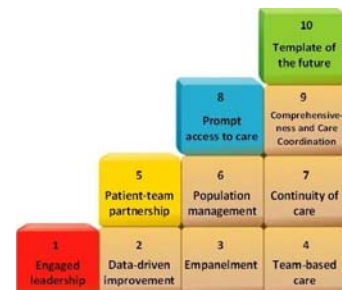 10
Template of
the future
8
Prompt
access to care
9
Comprehensive-
ness and Care
Coordination
5
Patient-team
partnership
6
Population
management
7
Continuity of
care
1
Engaged
leadership
2
Data-driven
improvement
3
Empanelment
4
Team-based
care